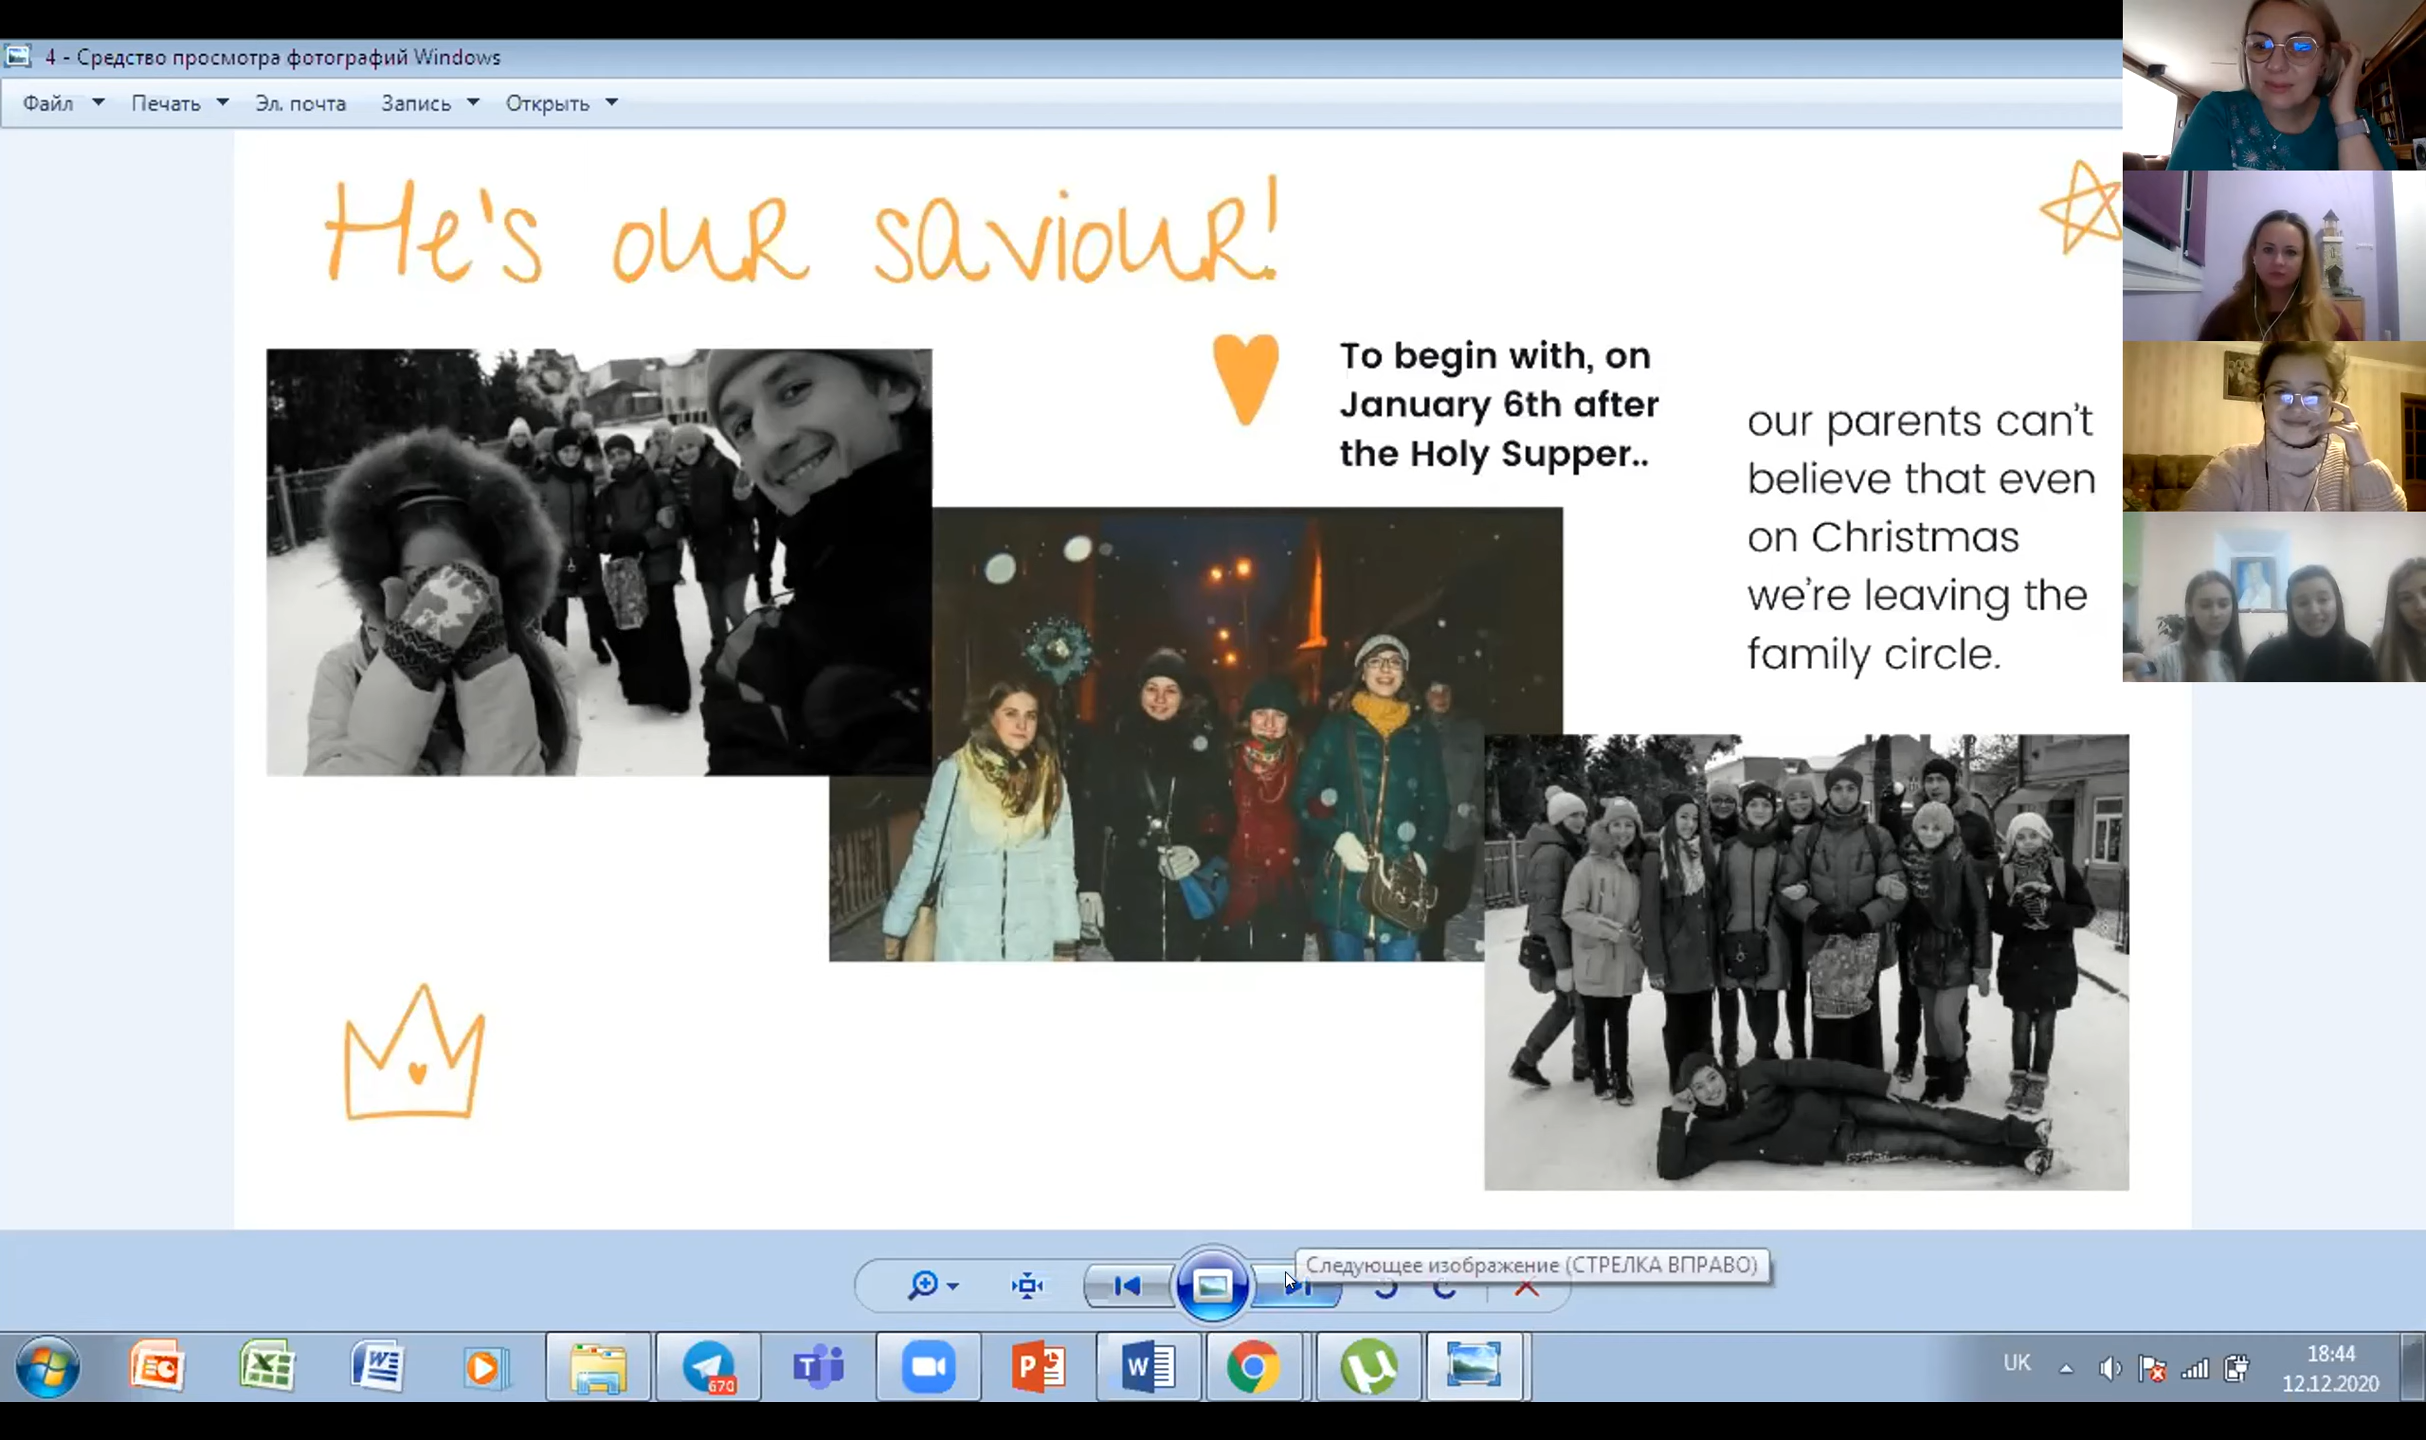 4 - Средство просмотра фотографий Windows
Файл Печать Эл. почта Запись Открыть
He's our saviour!
To begin with, on
January 6th after
the Holy Supper..
our parents can't
believe that even
on Christmas
we're leaving the
family circle.
Следующее изображение (СТРЕЛКА ВПРАВО)
670
UK
18:44
12.12.2020